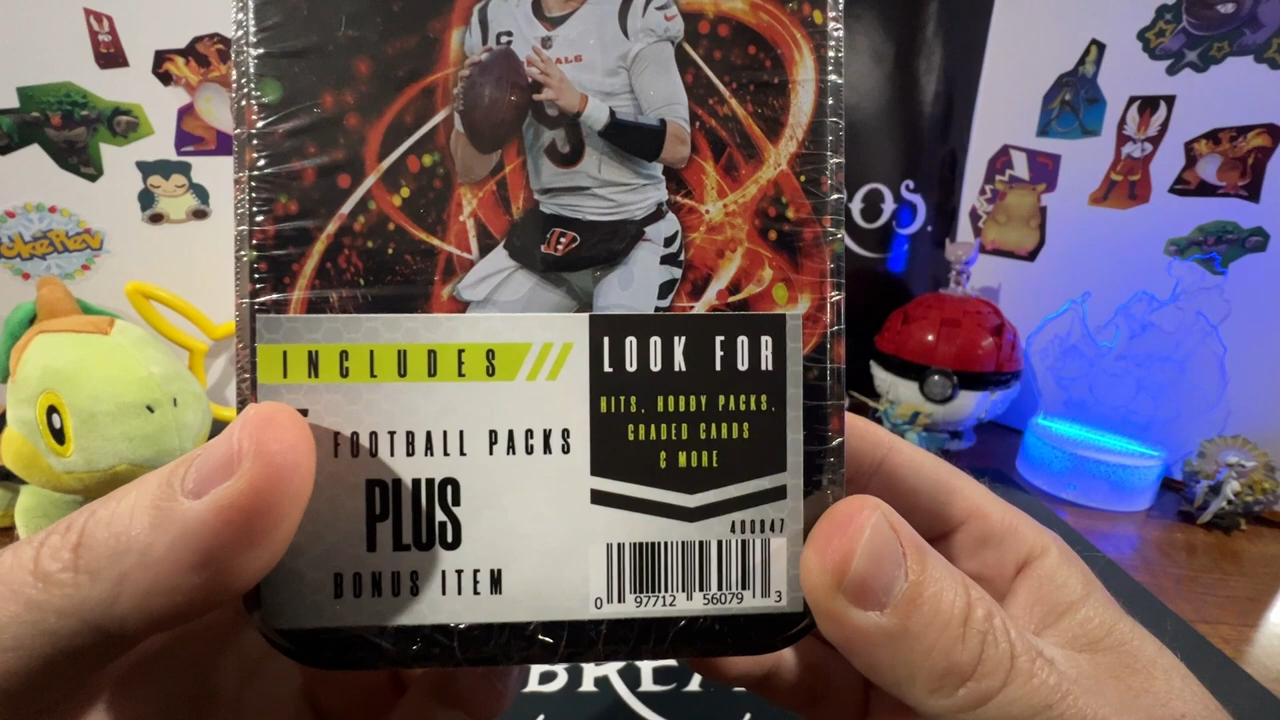 C
9
INCLUDES
FOOTBALL PACKS
PLUS
BONUS ITEM
LOOK FOR
HITS, HOBBY PACKS,
GRADED CARDS
& MORE
400847
0 97712 56079 3